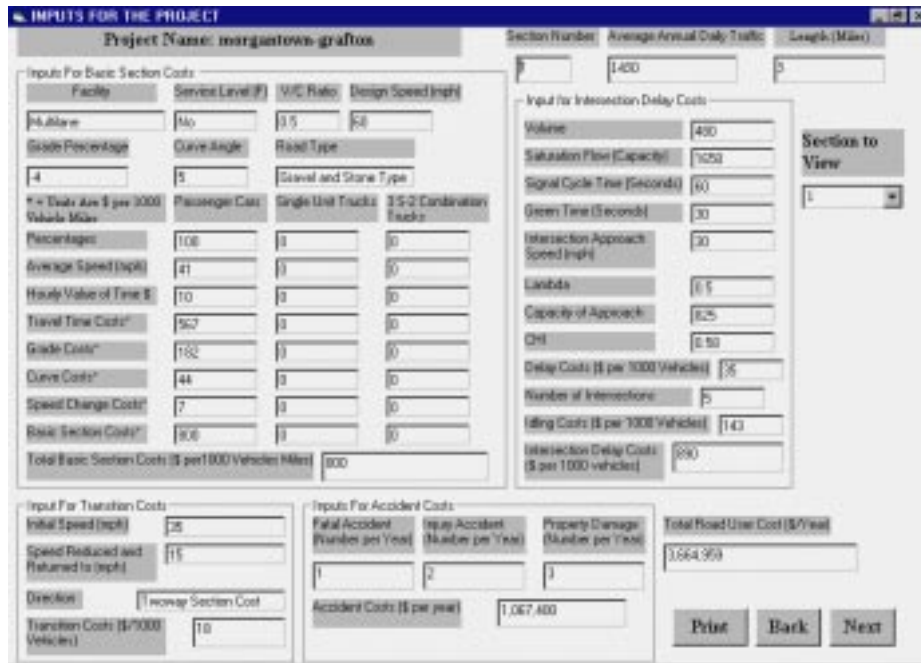 INPUTS FOR THE PROJECT
Project Name: morgantown-grafton
Section Number
Average Annual Daily Traffic
Length (Miles)
3
Inputs For Basic Section Costs
Facility
Service Level (F)
V/C Ratio
Design Speed (mph)
Multilane
No
0.5
60
Grade Percentage
Curve Angle
Road Type
-4
5
Gravel and Stone Type
* = Units Are $ per 1000 Vehicle Miles
Passenger Cars
Single Unit Trucks
3 S-2 Combination Trucks
Percentages
100
0
0
Average Speed (mph)
41
0
0
Hourly Value of Time $
10
0
0
Travel Time Costs*
567
0
0
Grade Costs*
182
0
0
Curve Costs*
44
0
0
Speed Change Costs*
7
0
0
Basic Section Costs*
800
0
0
Total Basic Section Costs ($ per1000 Vehicles Miles)
800
Input for Intersection Delay Costs
Volume
480
Saturation Flow (Capacity)
1650
Signal Cycle Time (Seconds)
60
Green Time (Seconds)
30
Intersection Approach Speed (mph)
30
Lambda
0.5
Capacity of Approach
825
CHI
0.58
Delay Costs ($ per 1000 Vehicles)
35
Number of Intersections
5
Idling Costs ($ per 1000 Vehicles)
143
Intersection Delay Costs ($ per 1000 vehicles)
890
Section to View
1
Input For Transition Costs
Initial Speed (mph)
35
Speed Reduced and Returned to (mph)
15
Direction
Twoway Section Cost
Transition Costs ($/1000 Vehicles)
Inputs For Accident Costs
Fatal Accident (Number per Year)
Injury Accident (Number per Year)
Property Damage (Number per Year)
1
2
3
Accident Costs ($ per year)
1,067,400
Total Road User Cost ($/Year)
3,664,959
Print
Back
Next